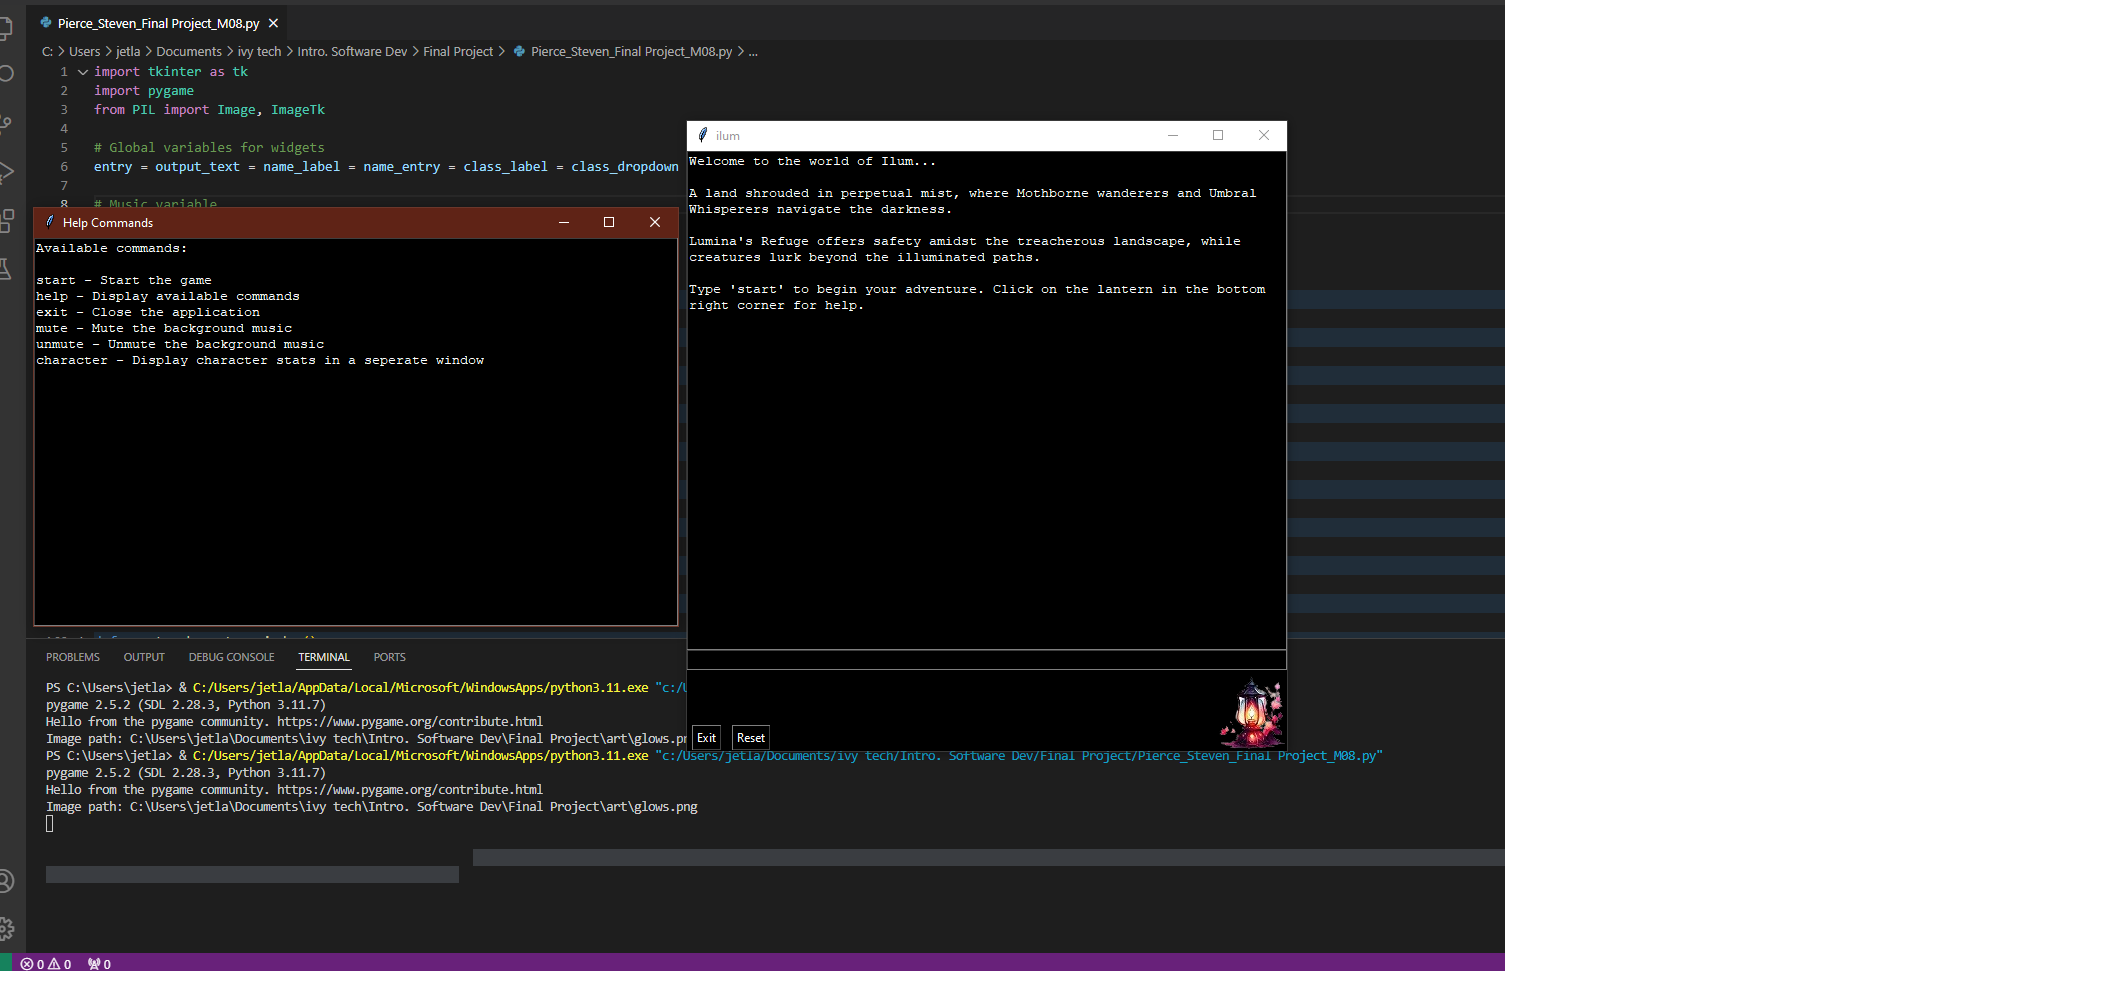 Pierce_Steven_Final Project_M08.py
C: > Users > jetla > Documents > ivy tech > Intro. Software Dev > Final Project > Pierce_Steven_Final Project_M08.py > ...
1 import tkinter as tk
2 import pygame
3 from PIL import Image, ImageTk
4
5 # Global variables for widgets
6 entry = output_text = name_label = name_entry = class_label = class_dropdown
7
8 # Music variable
Help Commands
Available commands:
start - Start the game
help - Display available commands
exit - Close the application
mute - Mute the background music
unmute - Unmute the background music
character - Display character stats in a seperate window
ilum
Welcome to the world of Ilum...
A land shrouded in perpetual mist, where Mothborne wanderers and Umbral
Whisperers navigate the darkness.
Lumina's Refuge offers safety amidst the treacherous landscape, while
creatures lurk beyond the illuminated paths.
Type 'start' to begin your adventure. Click on the lantern in the bottom
right corner for help.
Exit Reset
PROBLEMS OUTPUT DEBUG CONSOLE TERMINAL PORTS
PS C:\Users\jetla> & C:/Users/jetla/AppData/Local/Microsoft/WindowsApps/python3.11.exe "c:/U
pygame 2.5.2 (SDL 2.28.3, Python 3.11.7)
Hello from the pygame community. https://www.pygame.org/contribute.html
Image path: C:\Users\jetla\Documents\ivy tech\Intro. Software Dev\Final Project\art\glows.pn
PS C:\Users\jetla> & C:/Users/jetla/AppData/Local/Microsoft/WindowsApps/python3.11.exe "c:/Users/jetla/Documents/ivy tech/Intro. Software Dev/Final Project/Pierce_Steven_Final Project_M08.py"
pygame 2.5.2 (SDL 2.28.3, Python 3.11.7)
Hello from the pygame community. https://www.pygame.org/contribute.html
Image path: C:\Users\jetla\Documents\ivy tech\Intro. Software Dev\Final Project\art\glows.png
0 0 0